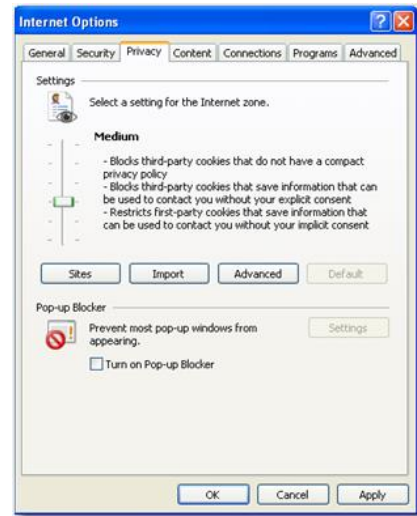 Internet Options
General Security Privacy Content Connections Programs Advanced
Settings
Select a setting for the Internet zone.
Medium
- Blocks third-party cookies that do not have a compact
privacy policy
- Blocks third-party cookies that save information that can
be used to contact you without your explicit consent
- Restricts first-party cookies that save information that
can be used to contact you without your implicit consent
Sites Import Advanced Default
Pop-up Blocker
Prevent most pop-up windows from Settings
appearing.
Turn on Pop-up Blocker
OK Cancel Apply